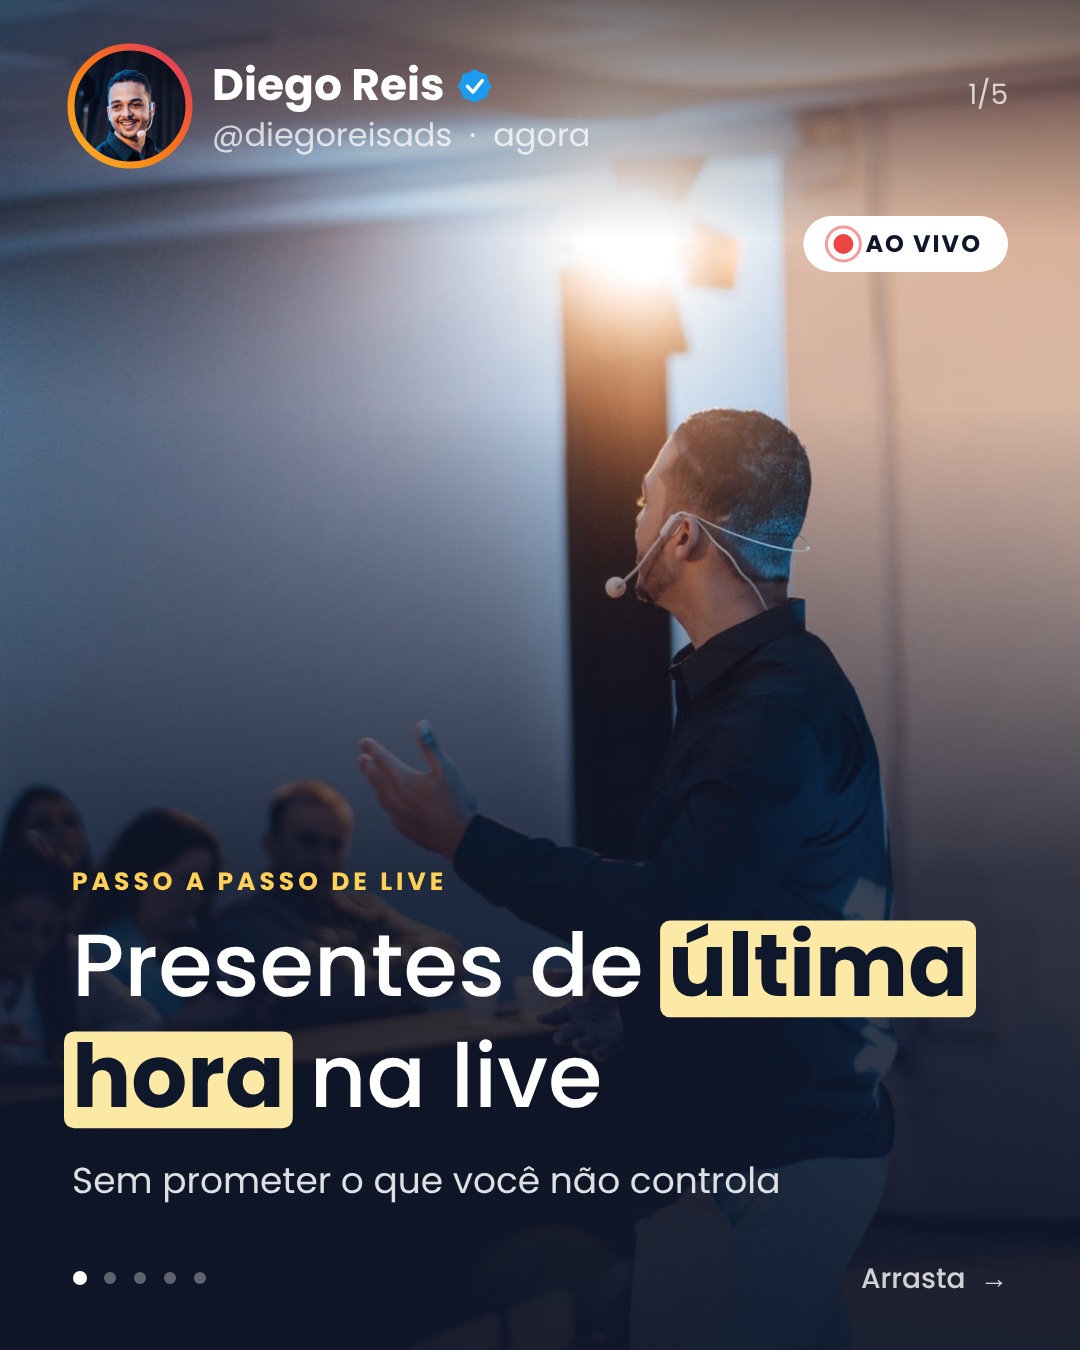 Diego Reis
@diegoreisads · agora
1/5
AO VIVO
PASSO A PASSO DE LIVE
Presentes de última
hora na live
Sem prometer o que você não controla
Arrasta →